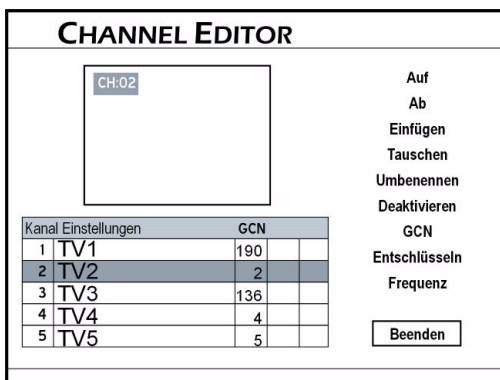 CHANNEL EDITOR
CH:02
Kanal Einstellungen GCN
1 TV1 190
2 TV2 2
3 TV3 136
4 TV4 4
5 TV5 5
Auf
Ab
Einfügen
Tauschen
Umbenennen
Deaktivieren
GCN
Entschlüsseln
Frequenz
Beenden